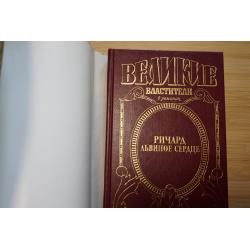 ВЕЛИКИЕ
ВЛАСТИТЕЛИ
в романах
РИЧАРД
ЛЬВИНОЕ СЕРДЦЕ